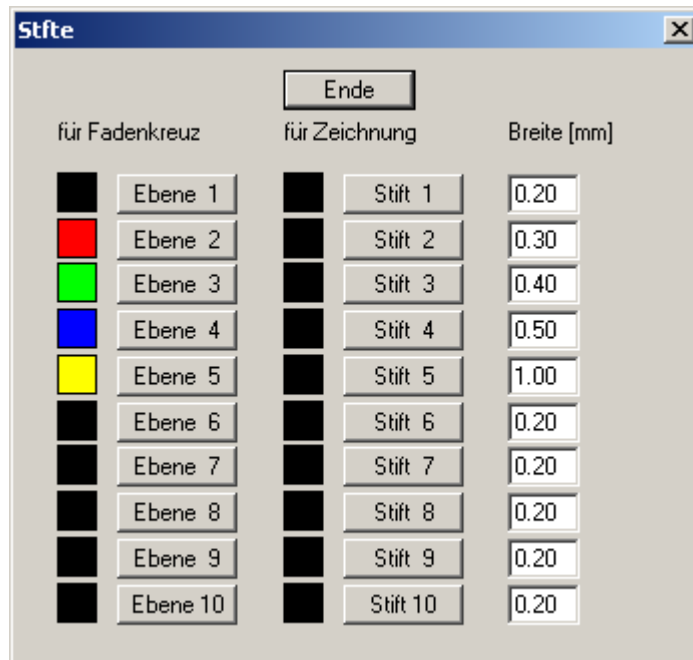 Stfte
Ende
für Fadenkreuz für Zeichnung Breite [mm]
Ebene 1 Stift 1 0.20
Ebene 2 Stift 2 0.30
Ebene 3 Stift 3 0.40
Ebene 4 Stift 4 0.50
Ebene 5 Stift 5 1.00
Ebene 6 Stift 6 0.20
Ebene 7 Stift 7 0.20
Ebene 8 Stift 8 0.20
Ebene 9 Stift 9 0.20
Ebene 10 Stift 10 0.20